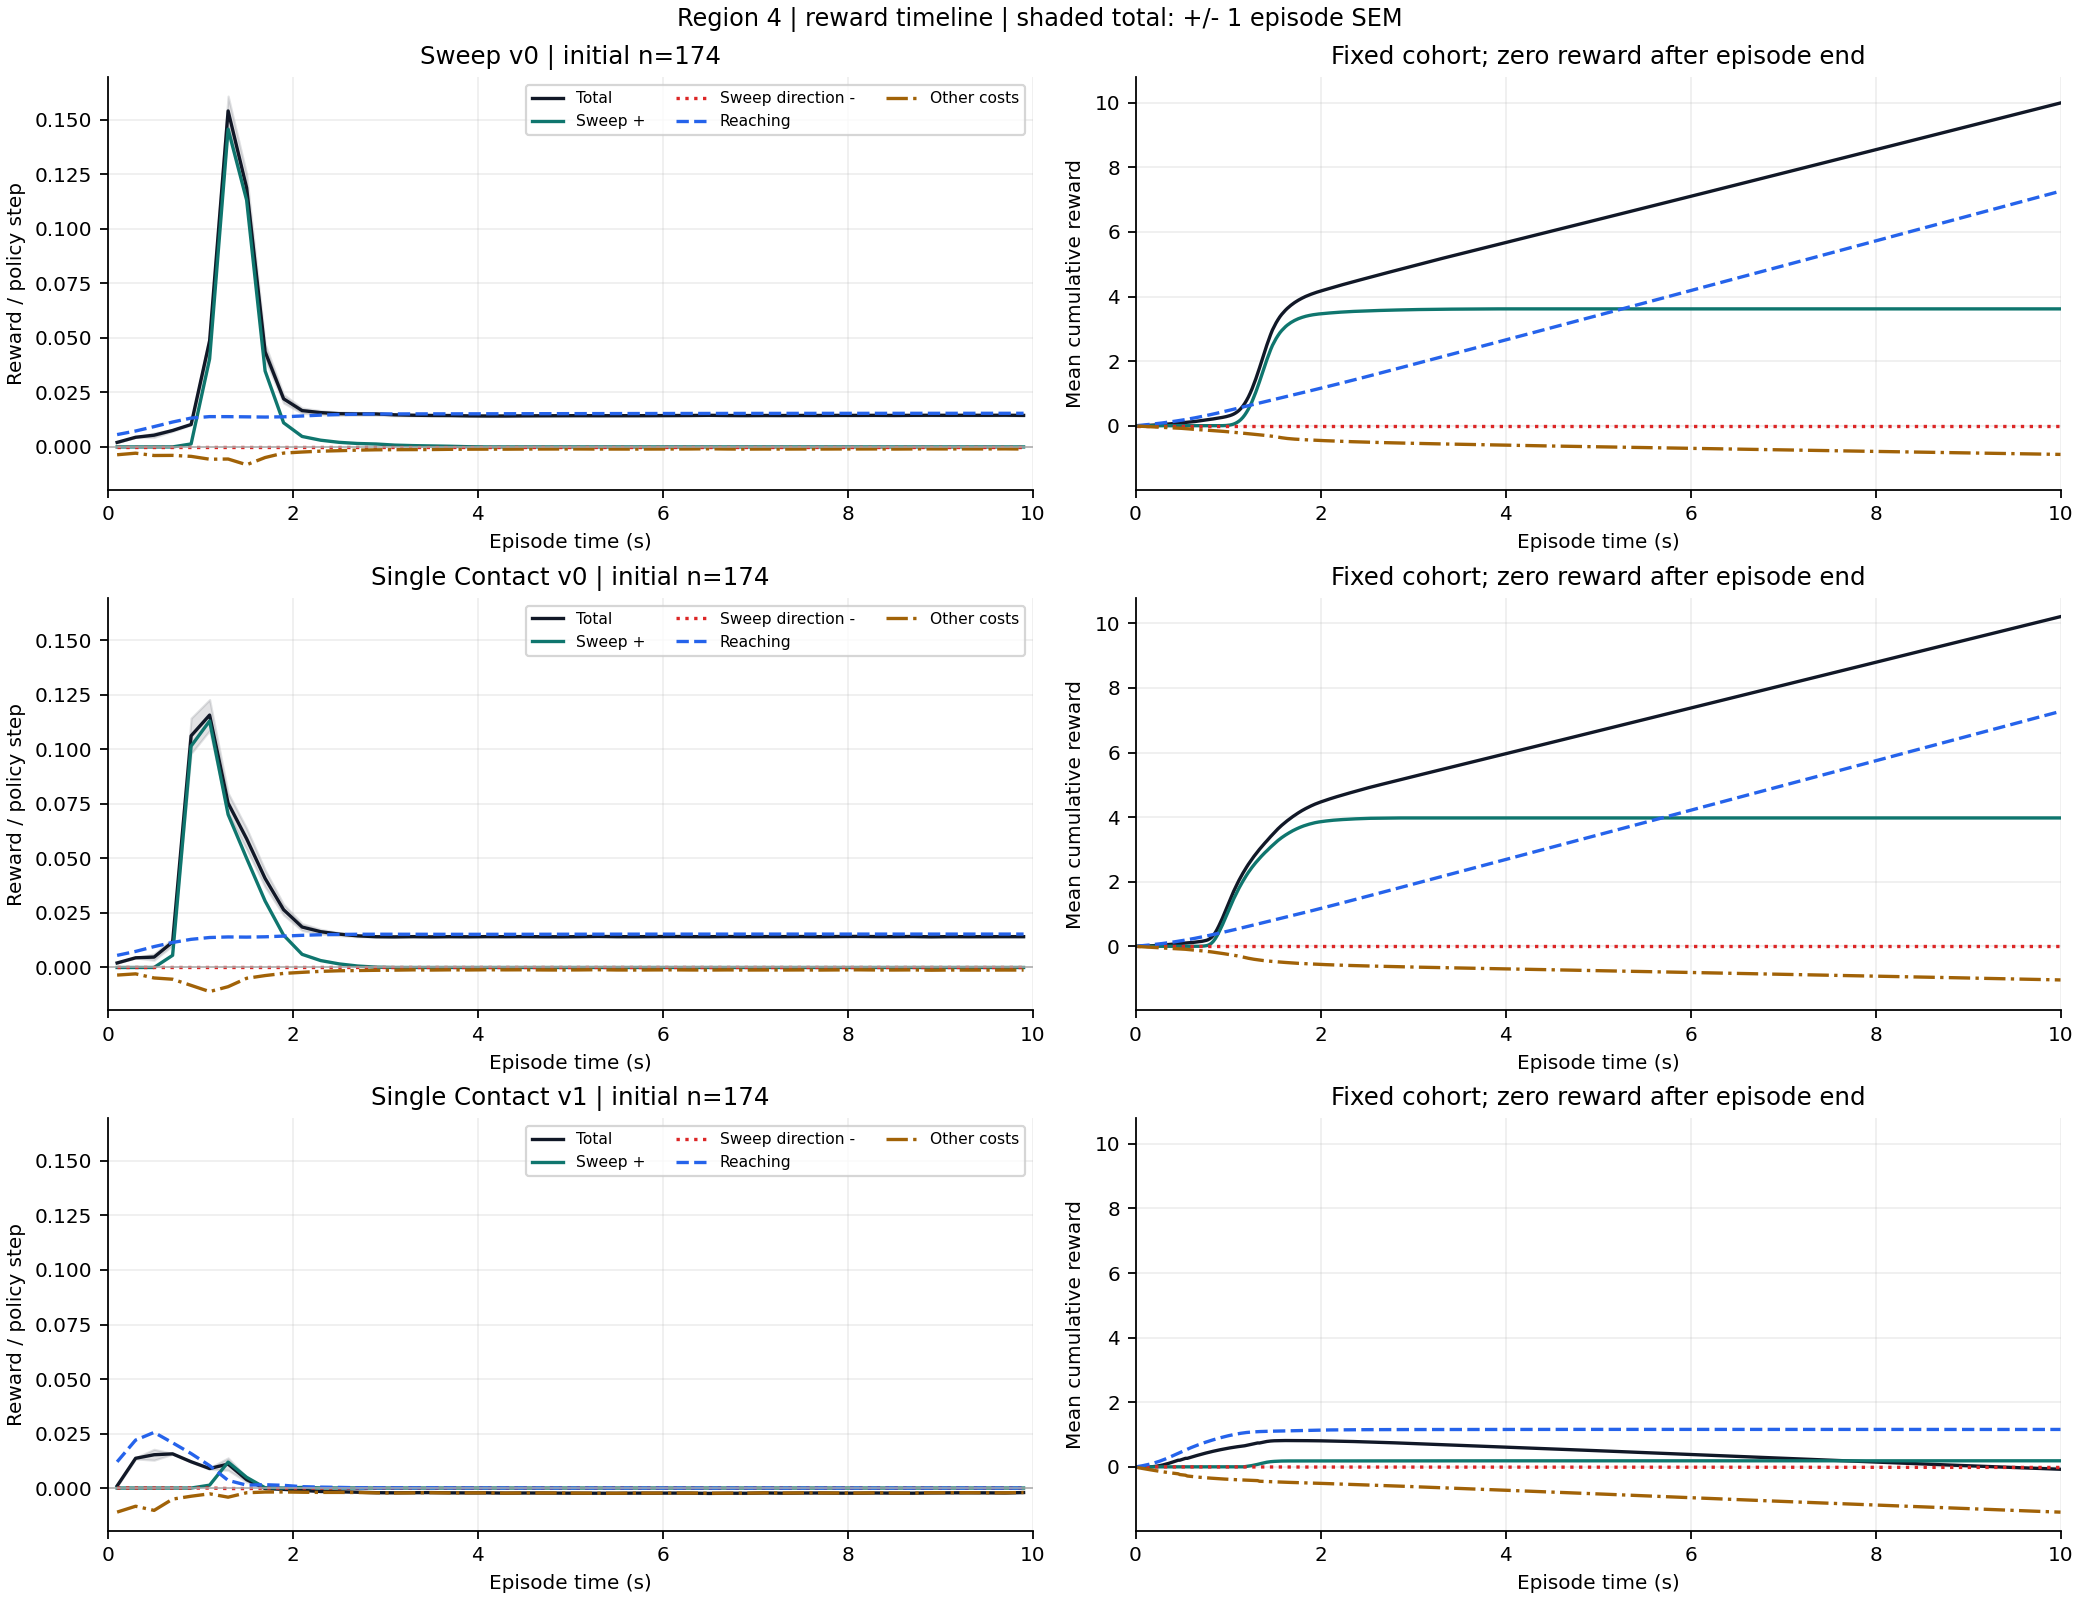 Region 4 | reward timeline | shaded total: +/- 1 episode SEM
Sweep v0 | initial n=174
Total
Sweep +
Sweep direction -
Reaching
Other costs
0.150
0.125
0.100
0.075
0.050
0.025
0.000
Reward / policy step
0 2 4 6 8 10
Episode time (s)
Fixed cohort; zero reward after episode end
10
8
6
4
2
0
Mean cumulative reward
0 2 4 6 8 10
Episode time (s)
Single Contact v0 | initial n=174
Total
Sweep +
Sweep direction -
Reaching
Other costs
0.150
0.125
0.100
0.075
0.050
0.025
0.000
Reward / policy step
0 2 4 6 8 10
Episode time (s)
Fixed cohort; zero reward after episode end
10
8
6
4
2
0
Mean cumulative reward
0 2 4 6 8 10
Episode time (s)
Single Contact v1 | initial n=174
Total
Sweep +
Sweep direction -
Reaching
Other costs
0.150
0.125
0.100
0.075
0.050
0.025
0.000
Reward / policy step
0 2 4 6 8 10
Episode time (s)
Fixed cohort; zero reward after episode end
10
8
6
4
2
0
Mean cumulative reward
0 2 4 6 8 10
Episode time (s)